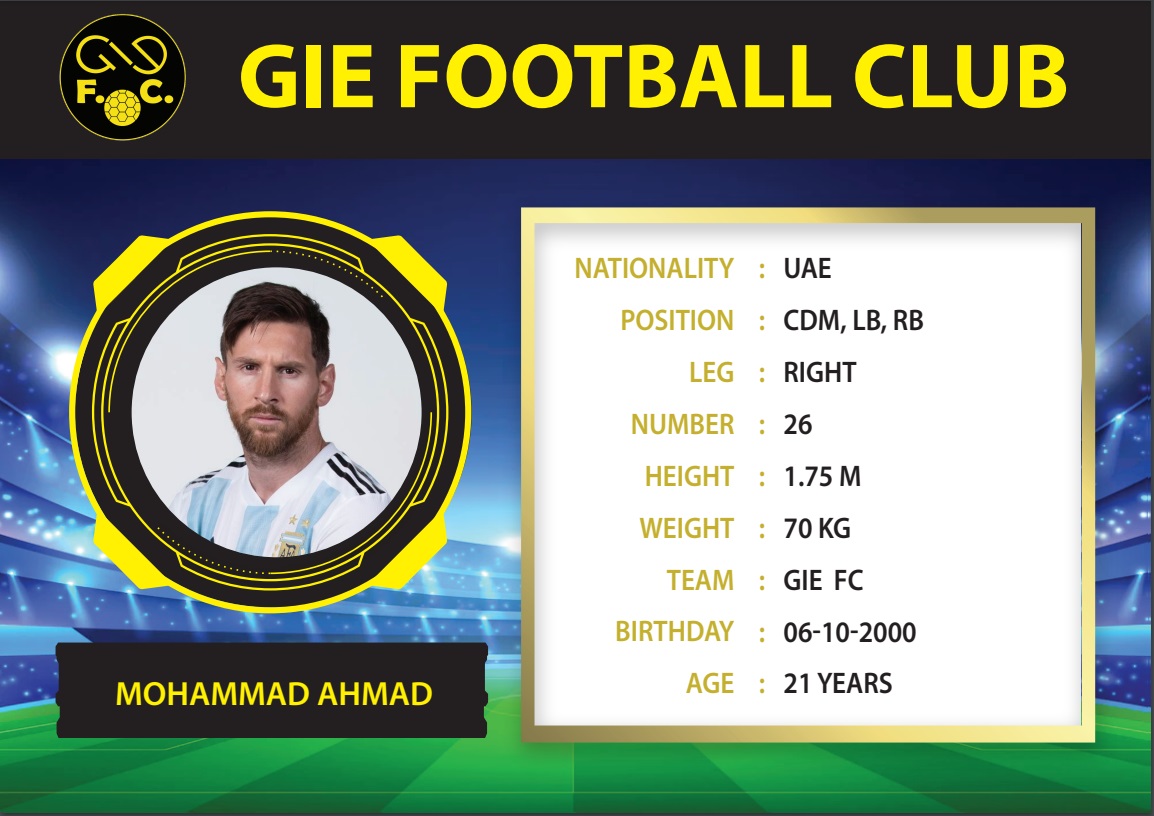 GIE
F. C.
GIE FOOTBALL CLUB
NATIONALITY : UAE
POSITION : CDM, LB, RB
LEG : RIGHT
NUMBER : 26
HEIGHT : 1.75 M
WEIGHT : 70 KG
TEAM : GIE FC
BIRTHDAY : 06-10-2000
AGE : 21 YEARS
MOHAMMAD AHMAD